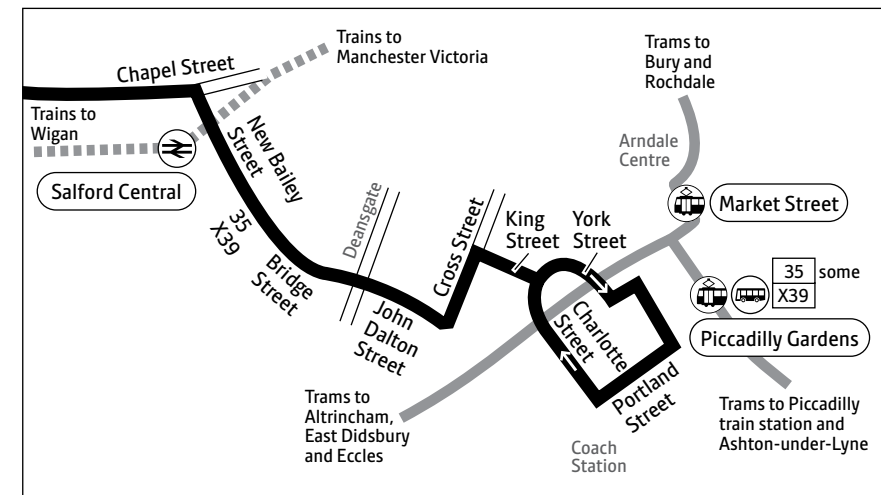 Trains to
Manchester Victoria
Chapel Street
Trams to
Bury and
Rochdale
Trains to
Wigan
New Bailey
Street
Arndale
Centre
Salford Central
Market Street
35
X39
Deansgate
Cross Street
King
Street
York
Street
35 some
X39
Bridge
Street
Piccadilly Gardens
John
Dalton
Street
Charlotte
Street
Portland
Street
Trams to
Altrincham,
East Didsbury
and Eccles
Trams to Piccadilly
train station and
Ashton-under-Lyne
Coach
Station